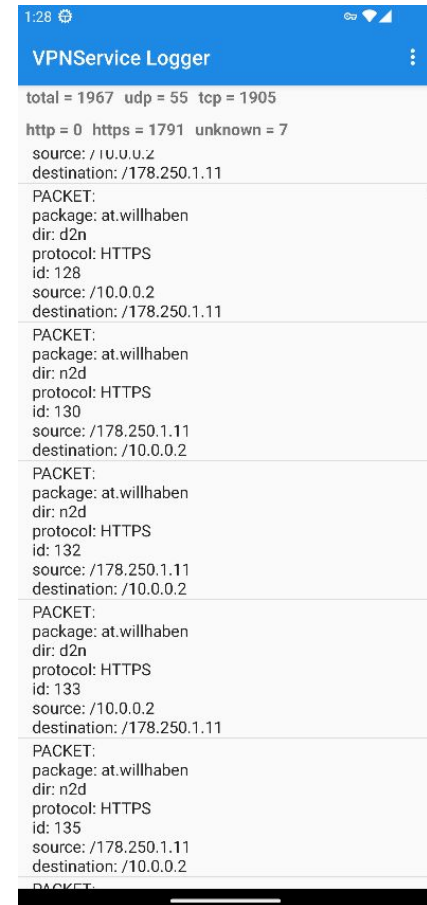 1:28
VPNService Logger
total = 1967 udp = 55 tcp = 1905
http = 0 https = 1791 unknown = 7
source: /10.0.0.2
destination: /178.250.1.11
PACKET:
package: at.willhaben
dir: d2n
protocol: HTTPS
id: 128
source: /10.0.0.2
destination: /178.250.1.11
PACKET:
package: at.willhaben
dir: n2d
protocol: HTTPS
id: 130
source: /178.250.1.11
destination: /10.0.0.2
PACKET:
package: at.willhaben
dir: n2d
protocol: HTTPS
id: 132
source: /178.250.1.11
destination: /10.0.0.2
PACKET:
package: at.willhaben
dir: d2n
protocol: HTTPS
id: 133
source: /10.0.0.2
destination: /178.250.1.11
PACKET:
package: at.willhaben
dir: n2d
protocol: HTTPS
id: 135
source: /178.250.1.11
destination: /10.0.0.2
PACKET: